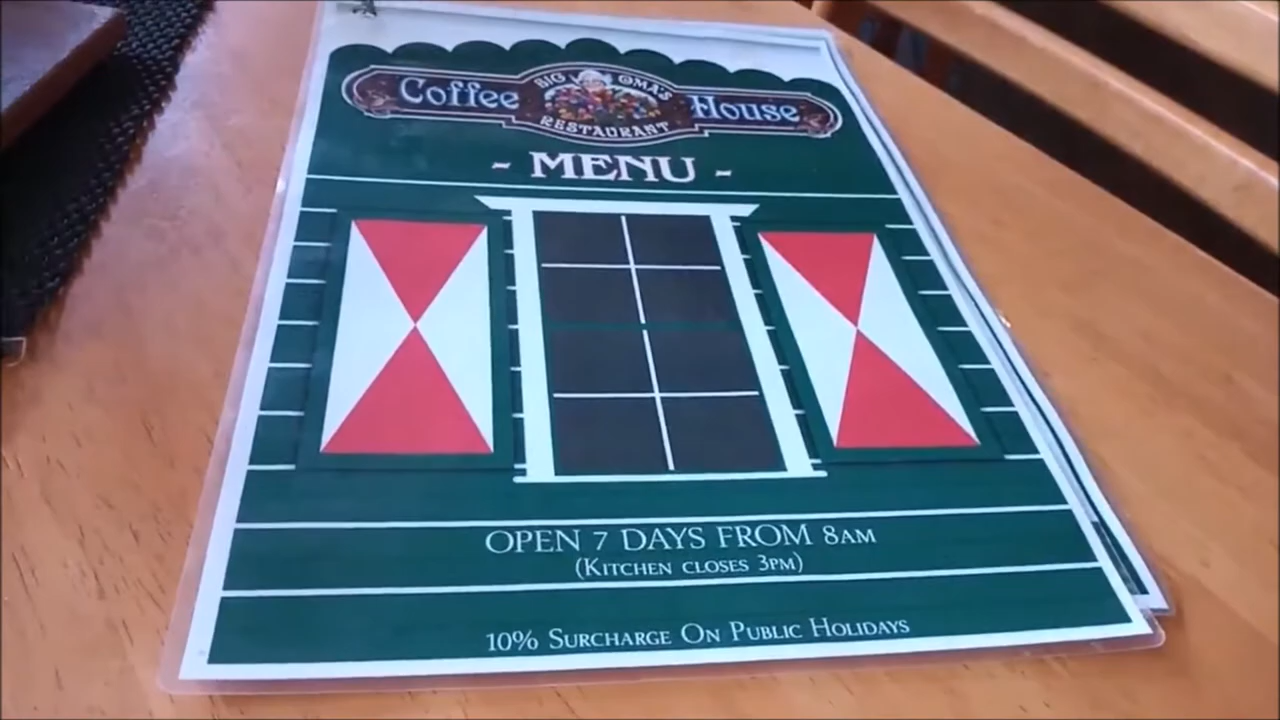 BIG OMA'S
Coffee House
RESTAURANT
- MENU -
OPEN 7 DAYS FROM 8AM
(KITCHEN CLOSES 3PM)
10% SURCHARGE ON PUBLIC HOLIDAYS